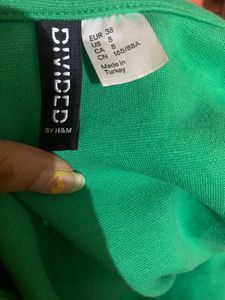 DIVIDED
BY H&M
EUR 38
US 8
CA 8
CN 165/88A
Made in
Turkey